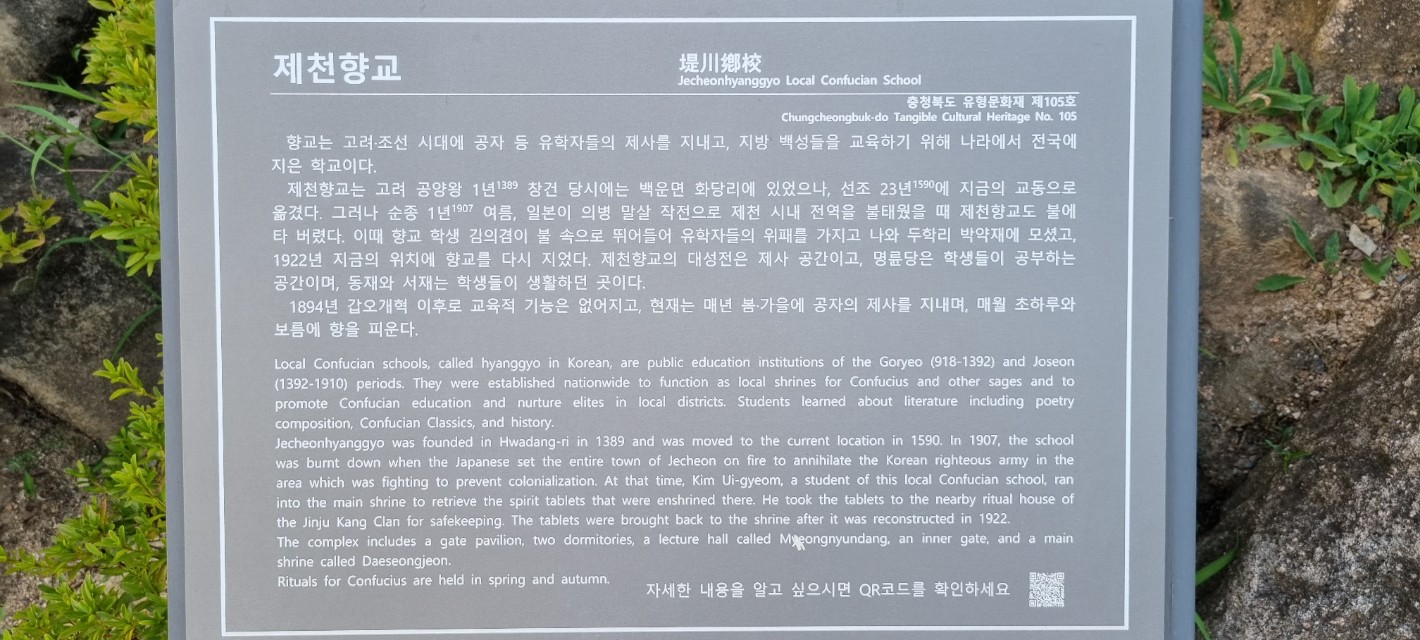 제천향교
堤川鄕校
Jecheonhyanggyo Local Confucian School
충청북도 유형문화재 제105호
Chungcheongbuk-do Tangible Cultural Heritage No. 105
향교는 고려·조선 시대에 공자 등 유학자들의 제사를 지내고, 지방 백성들을 교육하기 위해 나라에서 전국에
지은 학교이다.
제천향교는 고려 공양왕 1년1389 창건 당시에는 백운면 화당리에 있었으나, 선조 23년1590에 지금의 교동으로
옮겼다. 그러나 순종 1년1907 여름, 일본이 의병 말살 작전으로 제천 시내 전역을 불태웠을 때 제천향교도 불에
타 버렸다. 이때 향교 학생 김의겸이 불 속으로 뛰어들어 유학자들의 위패를 가지고 나와 두학리 박약재에 모셨고,
1922년 지금의 위치에 향교를 다시 지었다. 제천향교의 대성전은 제사 공간이고, 명륜당은 학생들이 공부하는
공간이며, 동재와 서재는 학생들이 생활하던 곳이다.
1894년 갑오개혁 이후로 교육적 기능은 없어지고, 현재는 매년 봄·가을에 공자의 제사를 지내며, 매월 초하루와
보름에 향을 피운다.
Local Confucian schools, called hyanggyo in Korean, are public education institutions of the Goryeo (918-1392) and Joseon
(1392-1910) periods. They were established nationwide to function as local shrines for Confucius and other sages and to
promote Confucian education and nurture elites in local districts. Students learned about literature including poetry
composition, Confucian Classics, and history.
Jecheonhyanggyo was founded in Hwadang-ri in 1389 and was moved to the current location in 1590. In 1907, the school
was burnt down when the Japanese set the entire town of Jecheon on fire to annihilate the Korean righteous army in the
area which was fighting to prevent colonialization. At that time, Kim Ui-gyeom, a student of this local Confucian school, ran
into the main shrine to retrieve the spirit tablets that were enshrined there. He took the tablets to the nearby ritual house of
the Jinju Kang Clan for safekeeping. The tablets were brought back to the shrine after it was reconstructed in 1922.
The complex includes a gate pavilion, two dormitories, a lecture hall called Myeongnyundang, an inner gate, and a main
shrine called Daeseongjeon.
Rituals for Confucius are held in spring and autumn.
자세한 내용을 알고 싶으시면 QR코드를 확인하세요